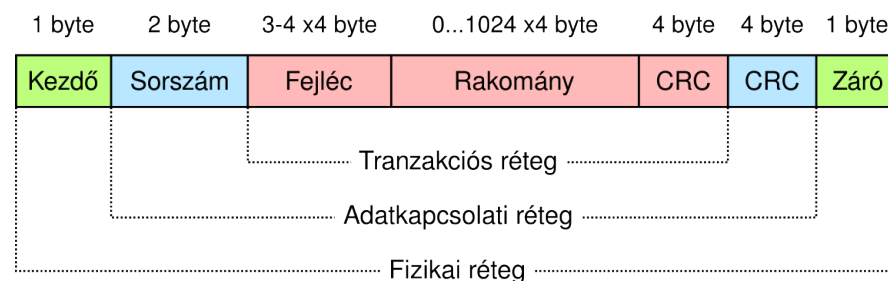 1 byte 2 byte 3-4 x4 byte 0...1024 x4 byte 4 byte 4 byte 1 byte
Kezdő Sorszám Fejléc Rakomány CRC CRC Záró
Tranzakciós réteg
Adatkapcsolati réteg
Fizikai réteg